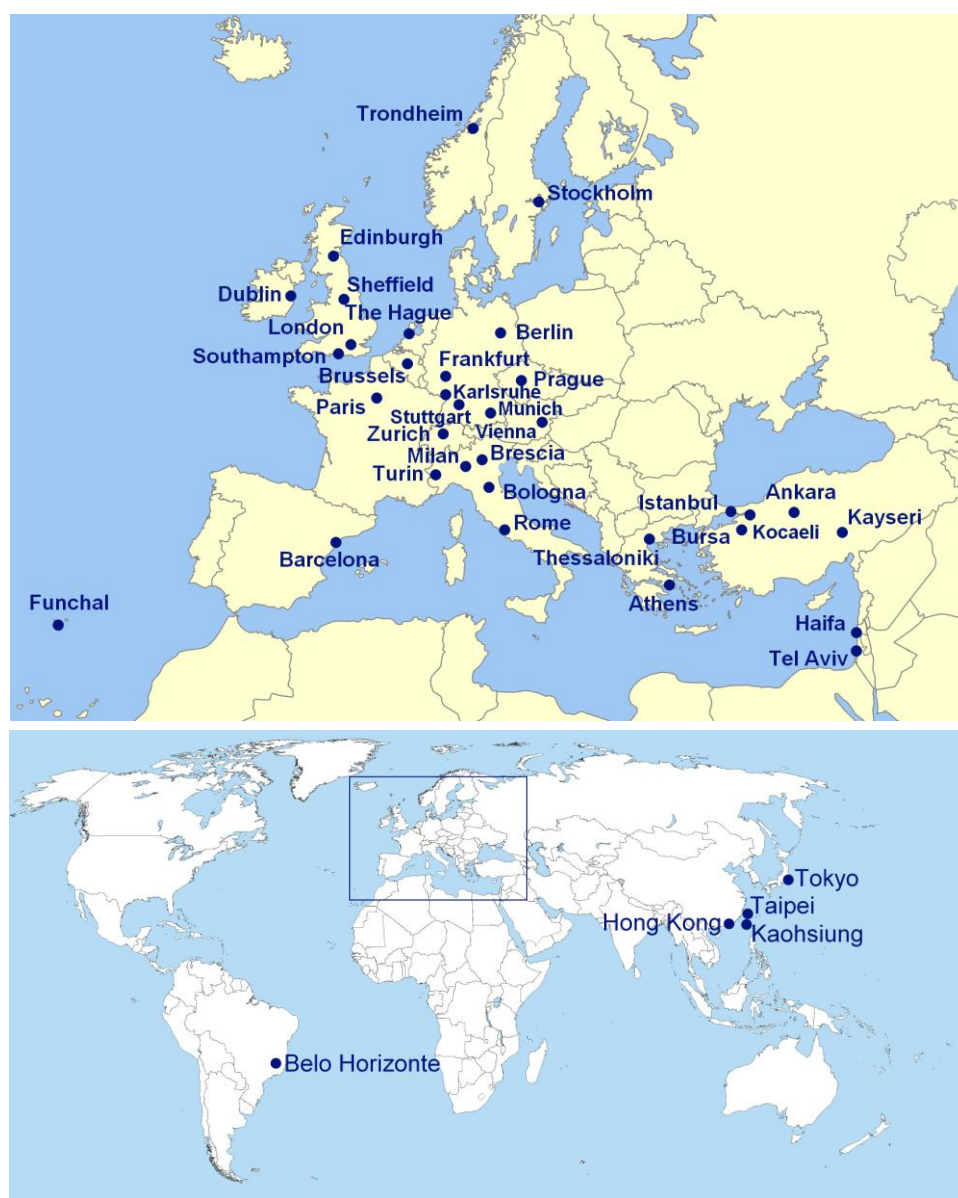 Trondheim
Stockholm
Edinburgh
Sheffield
Dublin
The Hague
London
Berlin
Southampton
Frankfurt
Brussels
Prague
Karlsruhe
Paris
Munich
Stuttgart
Zurich
Vienna
Milan
Brescia
Turin
Bologna
Ankara
Istanbul
Kayseri
Rome
Bursa
Kocaeli
Barcelona
Thessaloniki
Athens
Funchal
Haifa
Tel Aviv
Tokyo
Taipei
Hong Kong
Kaohsiung
Belo Horizonte